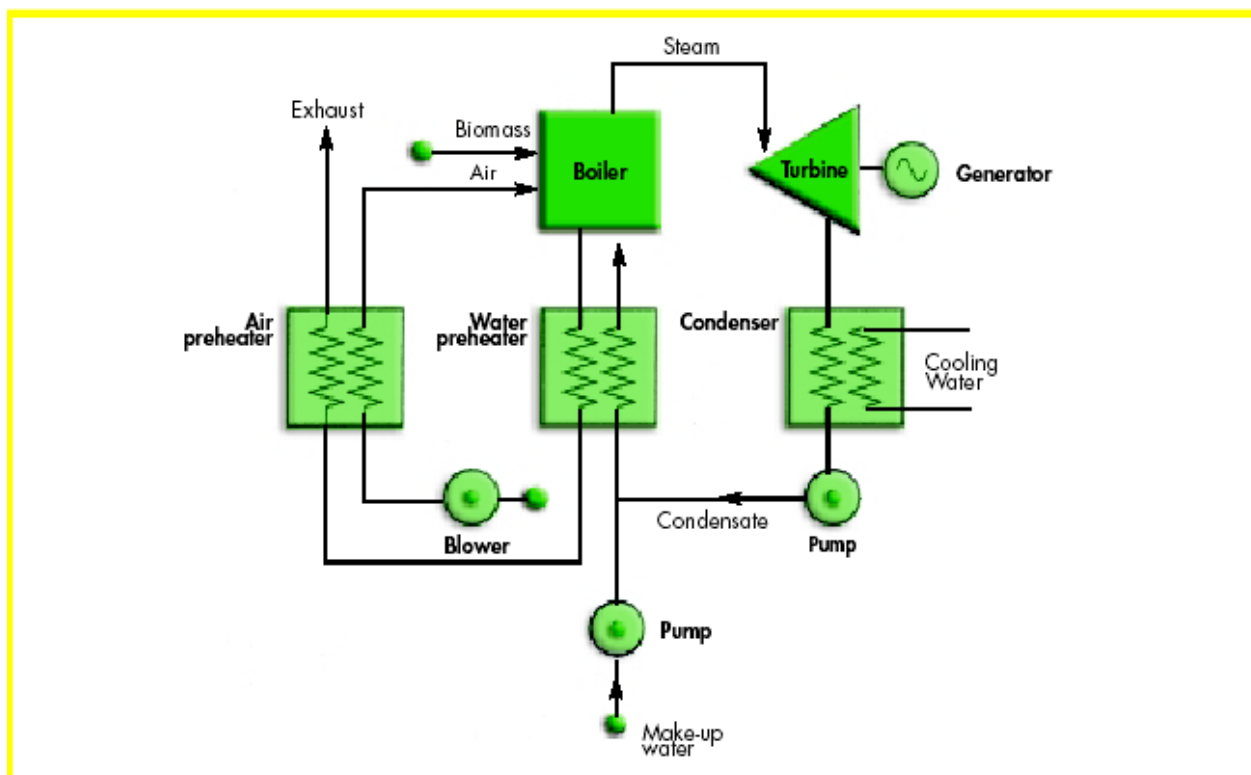 Steam
Exhaust
Biomass
Air
Boiler
Turbine
Generator
Air
preheater
Water
preheater
Condenser
Cooling
Water
Condensate
Blower
Pump
Pump
Make-up
water